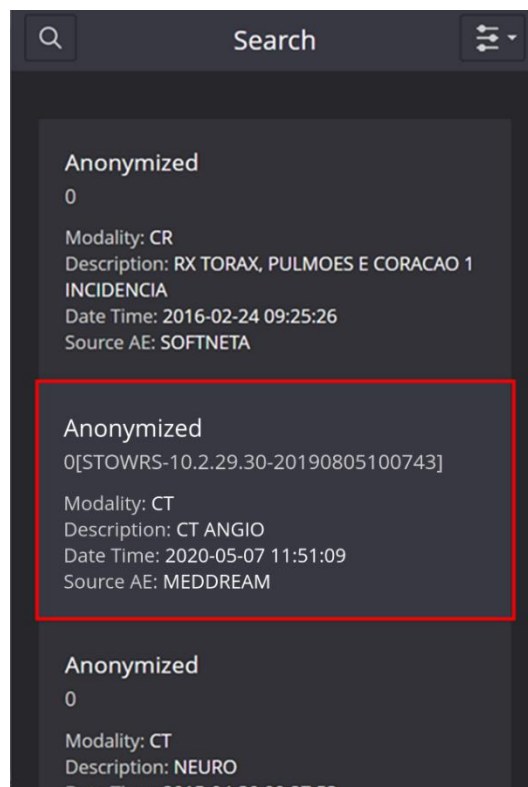 Search
Anonymized
0
Modality: CR
Description: RX TORAX, PULMOES E CORACAO 1
INCIDENCIA
Date Time: 2016-02-24 09:25:26
Source AE: SOFTNETA
Anonymized
0[STOWRS-10.2.29.30-20190805100743]
Modality: CT
Description: CT ANGIO
Date Time: 2020-05-07 11:51:09
Source AE: MEDDREAM
Anonymized
0
Modality: CT
Description: NEURO